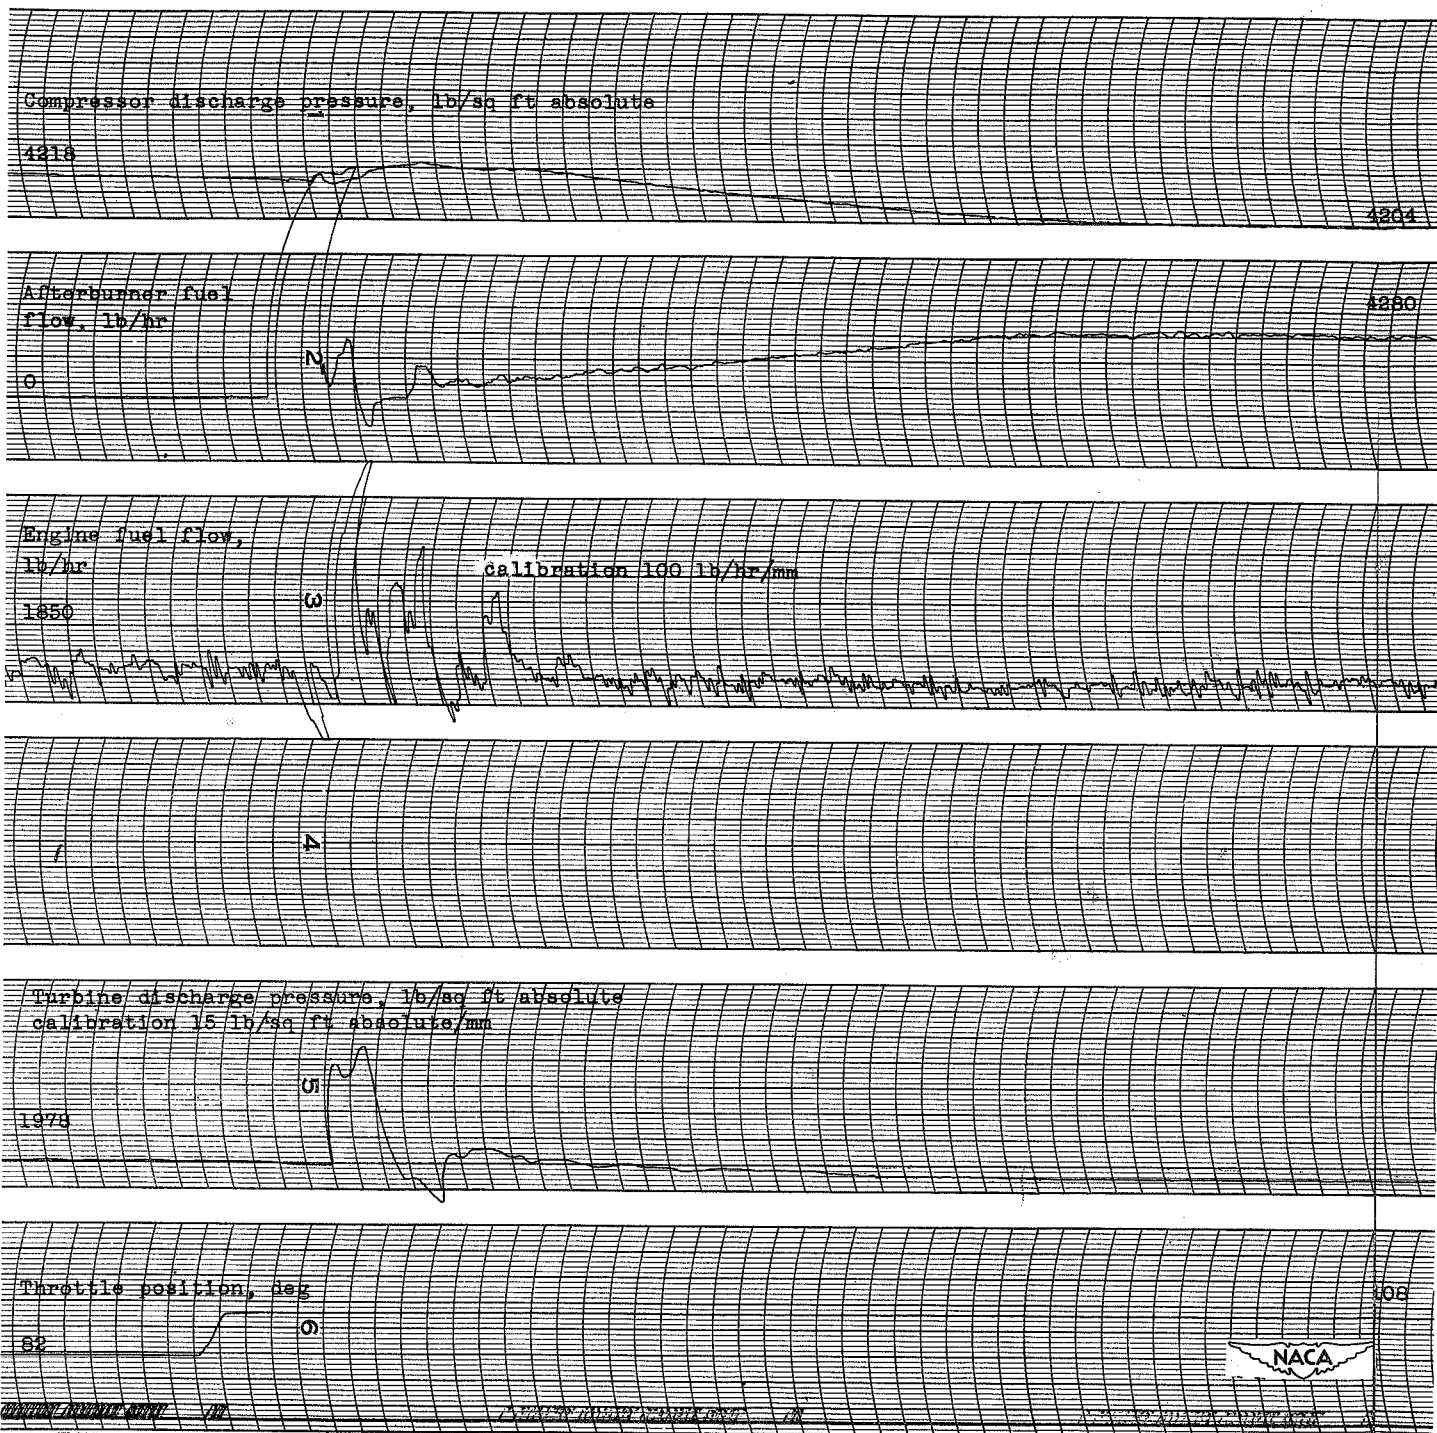 Compressor discharge pressure, lb/sq ft absolute
1
4218
4204
Afterburner fuel
flow, lb/hr
4280
2
0
Engine fuel flow,
lb/hr
calibration 100 lb/hr/mm
3
1850
4
Turbine discharge pressure, lb/sq ft absolute
calibration 15 lb/sq ft absolute/mm
5
1978
Throttle position, deg
108
6
82
NACA